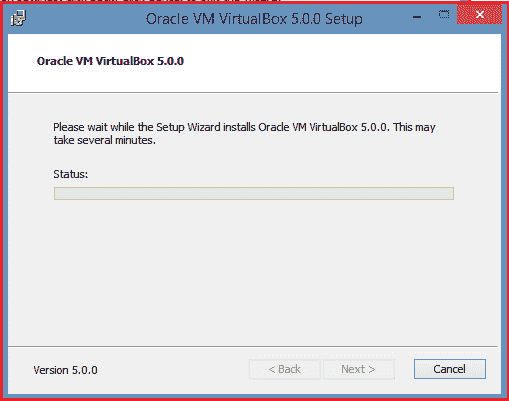 Oracle VM VirtualBox 5.0.0 Setup
Oracle VM VirtualBox 5.0.0
Please wait while the Setup Wizard installs Oracle VM VirtualBox 5.0.0. This may
take several minutes.
Status:
Version 5.0.0
< Back
Next >
Cancel